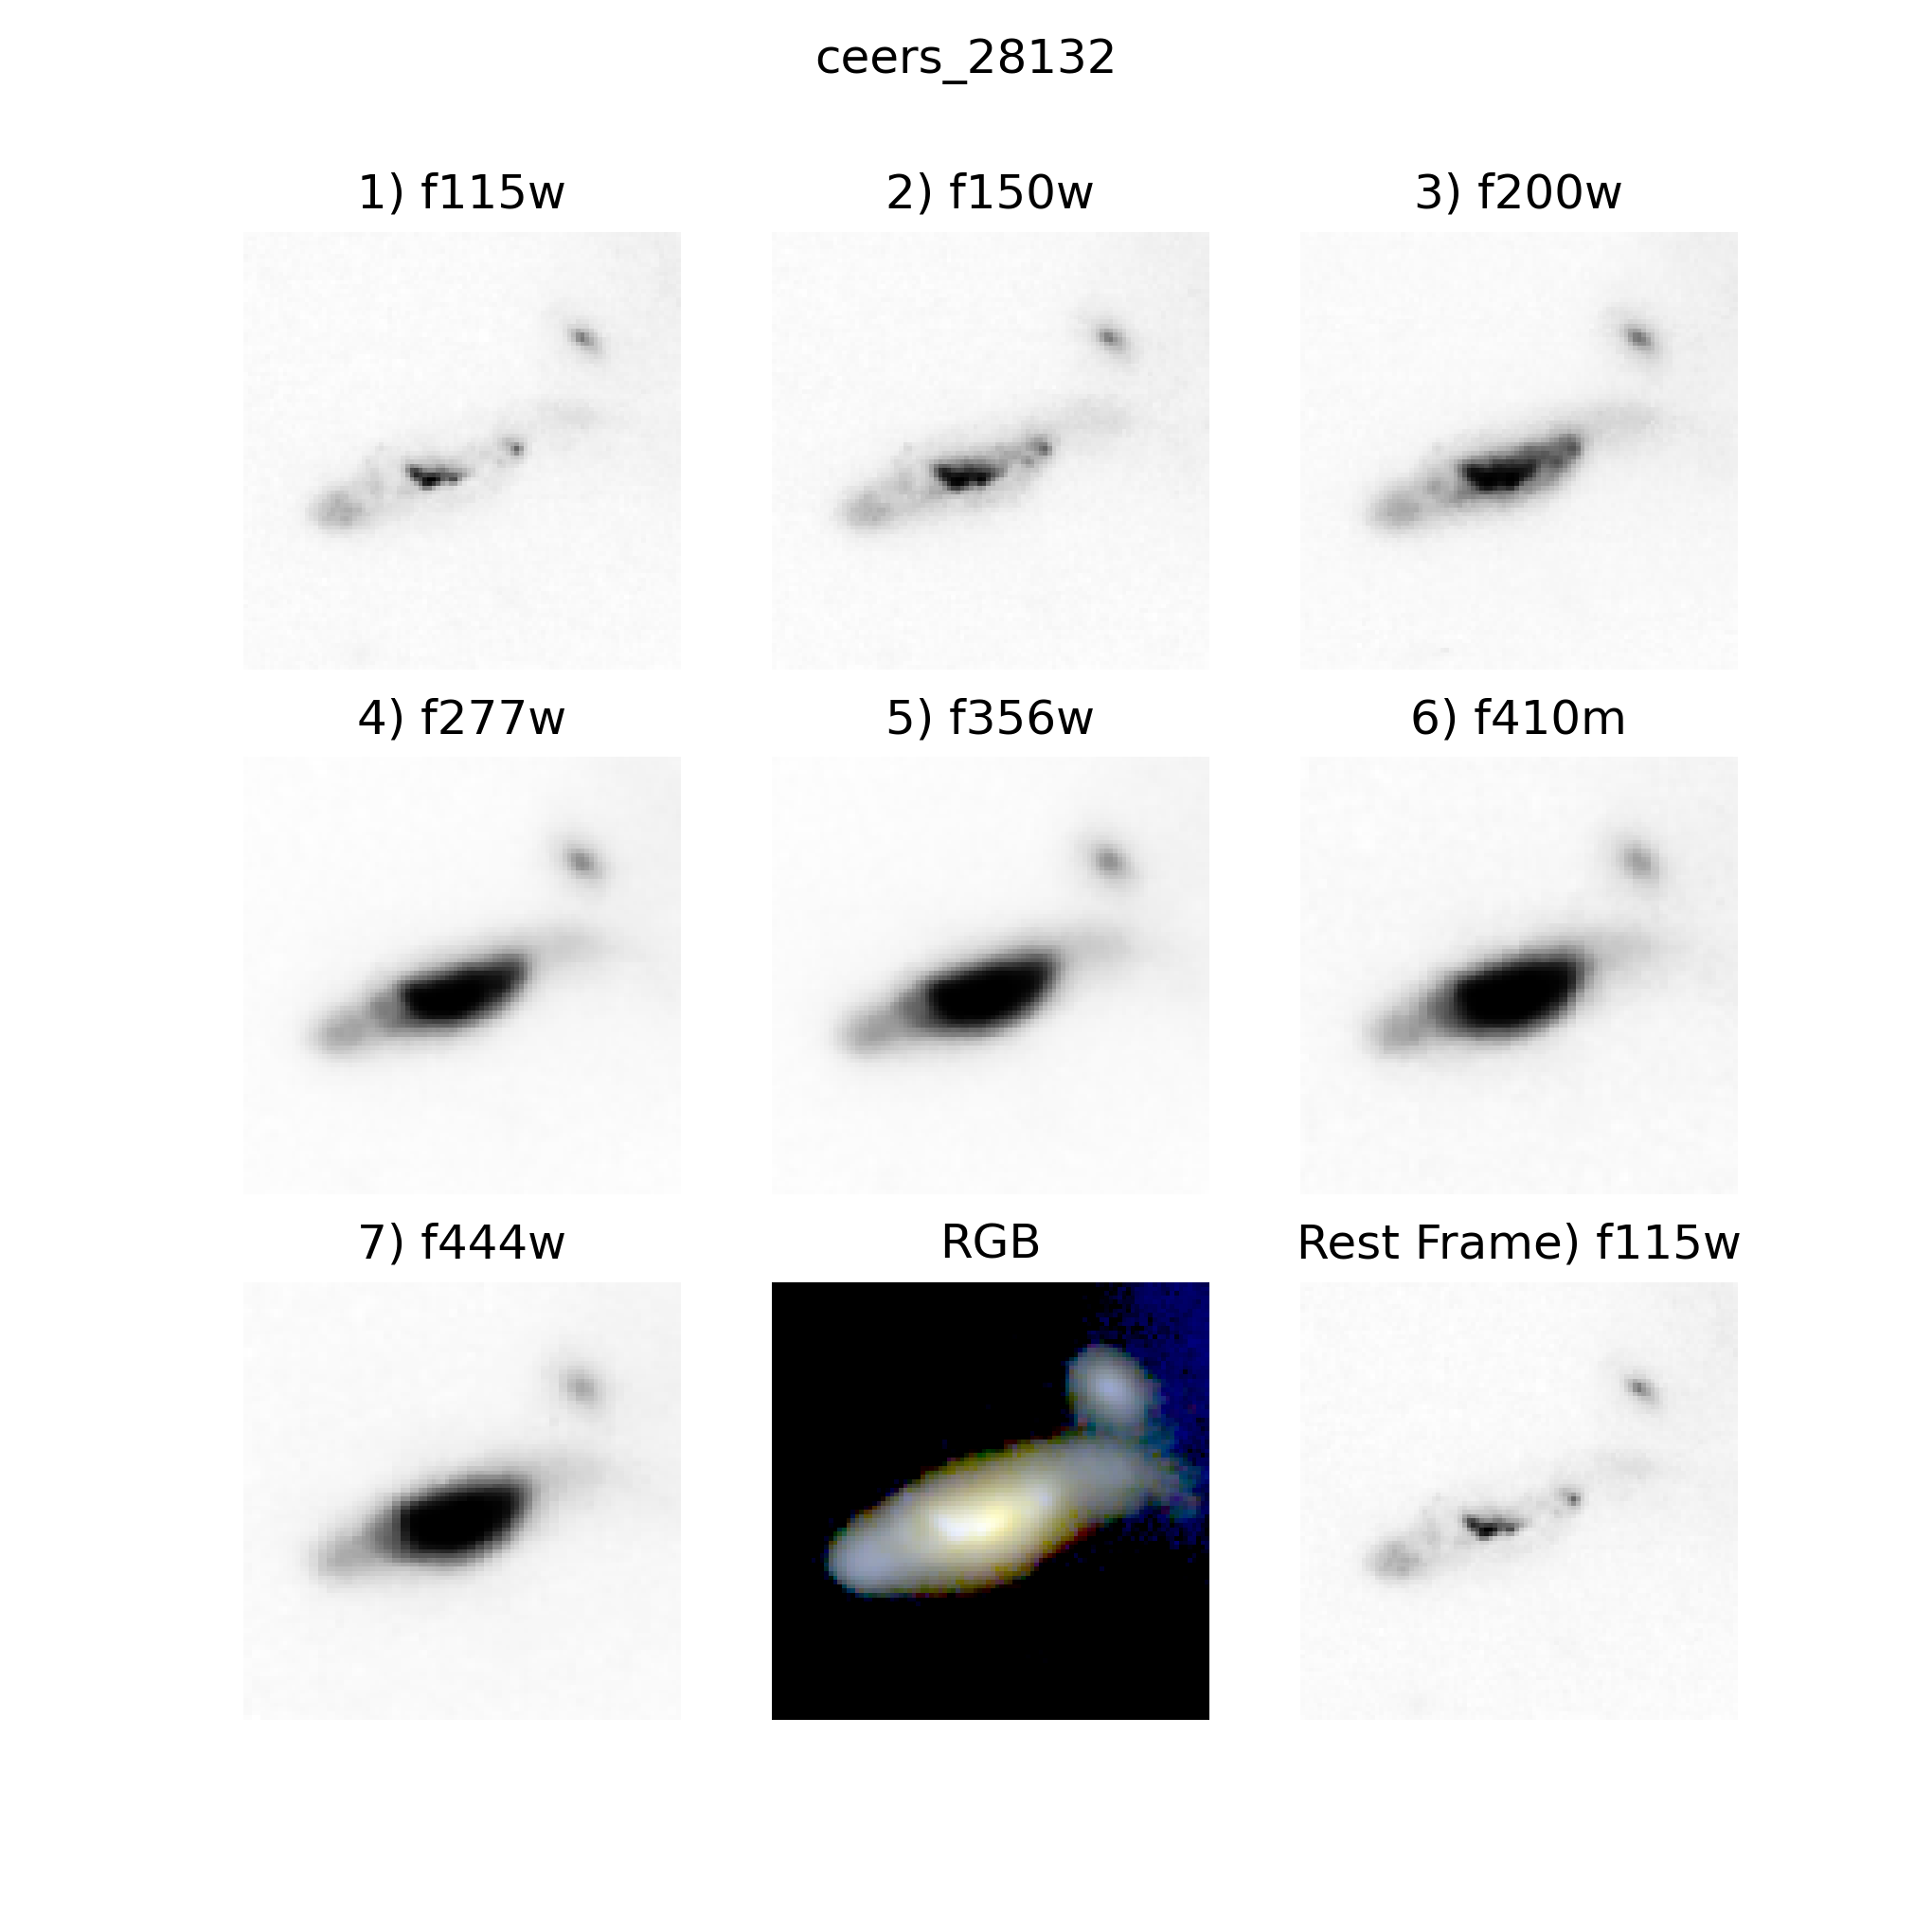 ceers_28132
1) f115w
2) f150w
3) f200w
4) f277w
5) f356w
6) f410m
7) f444w
RGB
Rest Frame) f115w